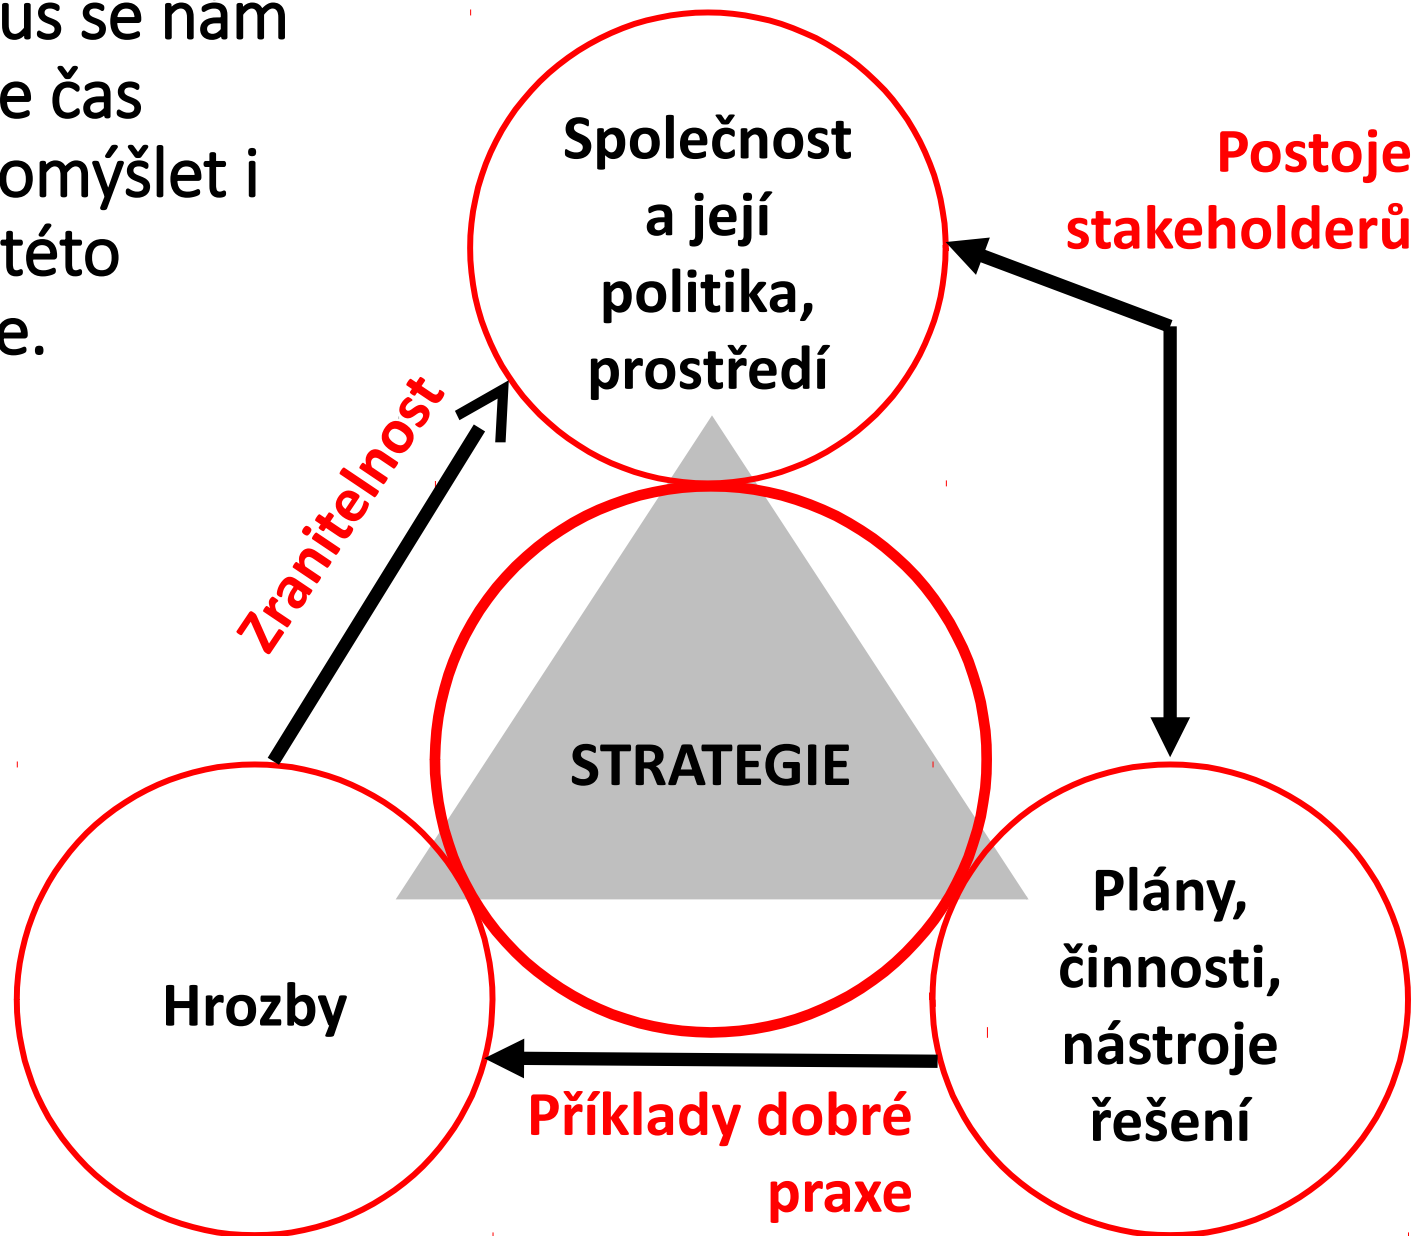 us se nám
e čas
omýšlet i
této
e.
Společnost
a její
politika,
prostředí
Postoje
stakeholderů
Zranitelnost
STRATEGIE
Hrozby
Plány,
činnosti,
nástroje
řešení
Příklady dobré
praxe